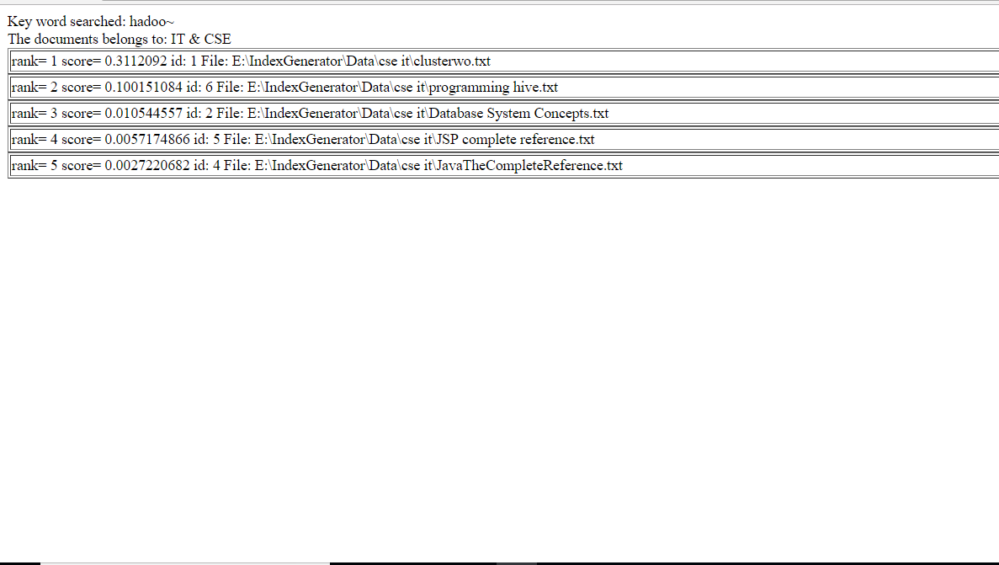 Key word searched: hadoo~
The documents belongs to: IT & CSE
rank= 1 score= 0.3112092 id: 1 File: E:\IndexGenerator\Data\cse it\clusterwo.txt
rank= 2 score= 0.100151084 id: 6 File: E:\IndexGenerator\Data\cse it\programming hive.txt
rank= 3 score= 0.010544557 id: 2 File: E:\IndexGenerator\Data\cse it\Database System Concepts.txt
rank= 4 score= 0.0057174866 id: 5 File: E:\IndexGenerator\Data\cse it\JSP complete reference.txt
rank= 5 score= 0.0027220682 id: 4 File: E:\IndexGenerator\Data\cse it\JavaTheCompleteReference.txt